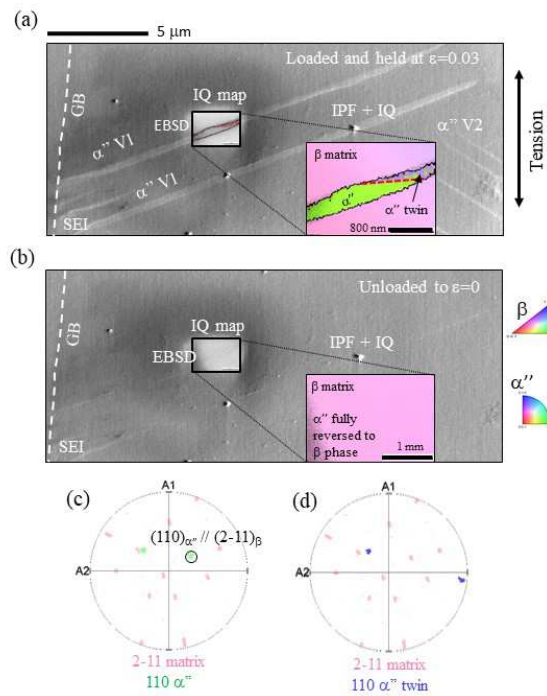 (a)
5 μm
Loaded and held at ε=0.03
GB
IQ map
EBSD
IPF + IQ
α'' V1
α'' V1
α'' V2
SEI
β matrix
α''
α'' twin
800 nm
Tension
(b)
Unloaded to ε=0
GB
IQ map
EBSD
IPF + IQ
SEI
β matrix
α'' fully
reversed to
β phase
1 mm
β
α''
(c)
(d)
A1
A2
(110)α'' // (2-11)β
2-11 matrix
110 α''
A1
A2
2-11 matrix
110 α'' twin